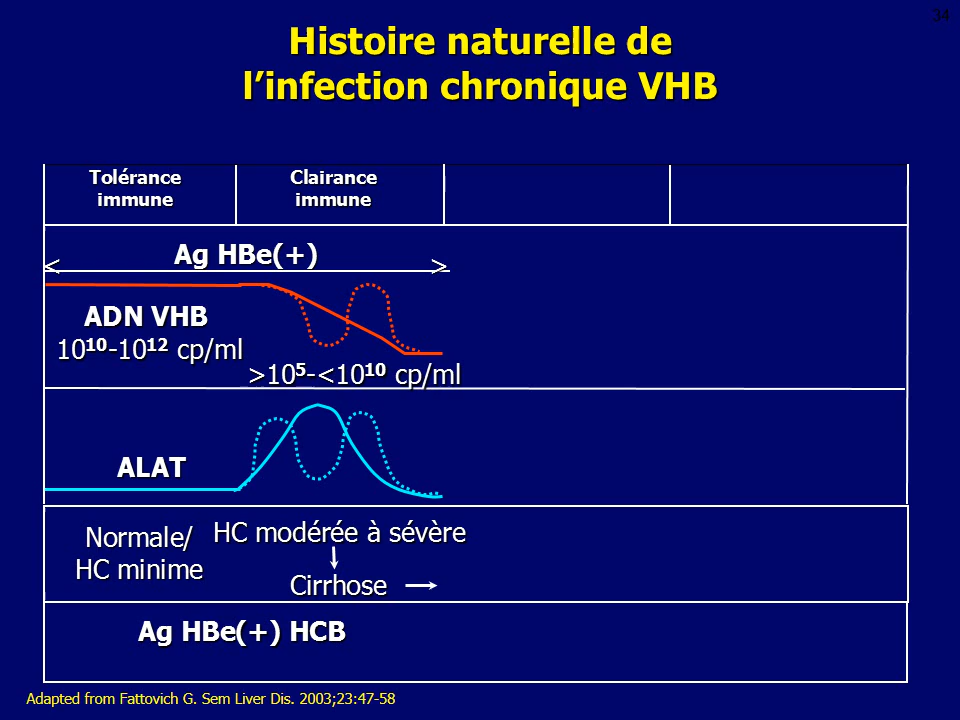 34
Histoire naturelle de
l’infection chronique VHB
Tolérance
immune
Clairance
immune
Ag HBe(+)
< >
ADN VHB
10¹⁰-10¹² cp/ml
>10⁵-<10¹⁰ cp/ml
ALAT
Normale/
HC minime
HC modérée à sévère
Cirrhose
Ag HBe(+) HCB
Adapted from Fattovich G. Sem Liver Dis. 2003;23:47-58